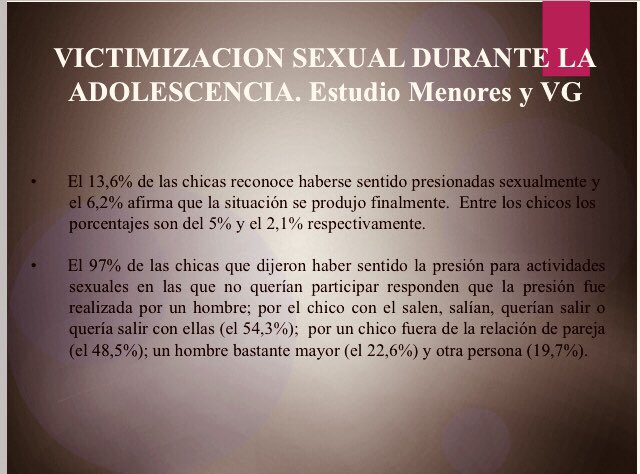 VICTIMIZACION SEXUAL DURANTE LA
ADOLESCENCIA. Estudio Menores y VG
• El 13,6% de las chicas reconoce haberse sentido presionadas sexualmente y
el 6,2% afirma que la situación se produjo finalmente. Entre los chicos los
porcentajes son del 5% y el 2,1% respectivamente.
• El 97% de las chicas que dijeron haber sentido la presión para actividades
sexuales en las que no querían participar responden que la presión fue
realizada por un hombre; por el chico con el salen, salían, querían salir o
quería salir con ellas (el 54,3%); por un chico fuera de la relación de pareja
(el 48,5%); un hombre bastante mayor (el 22,6%) y otra persona (19,7%).